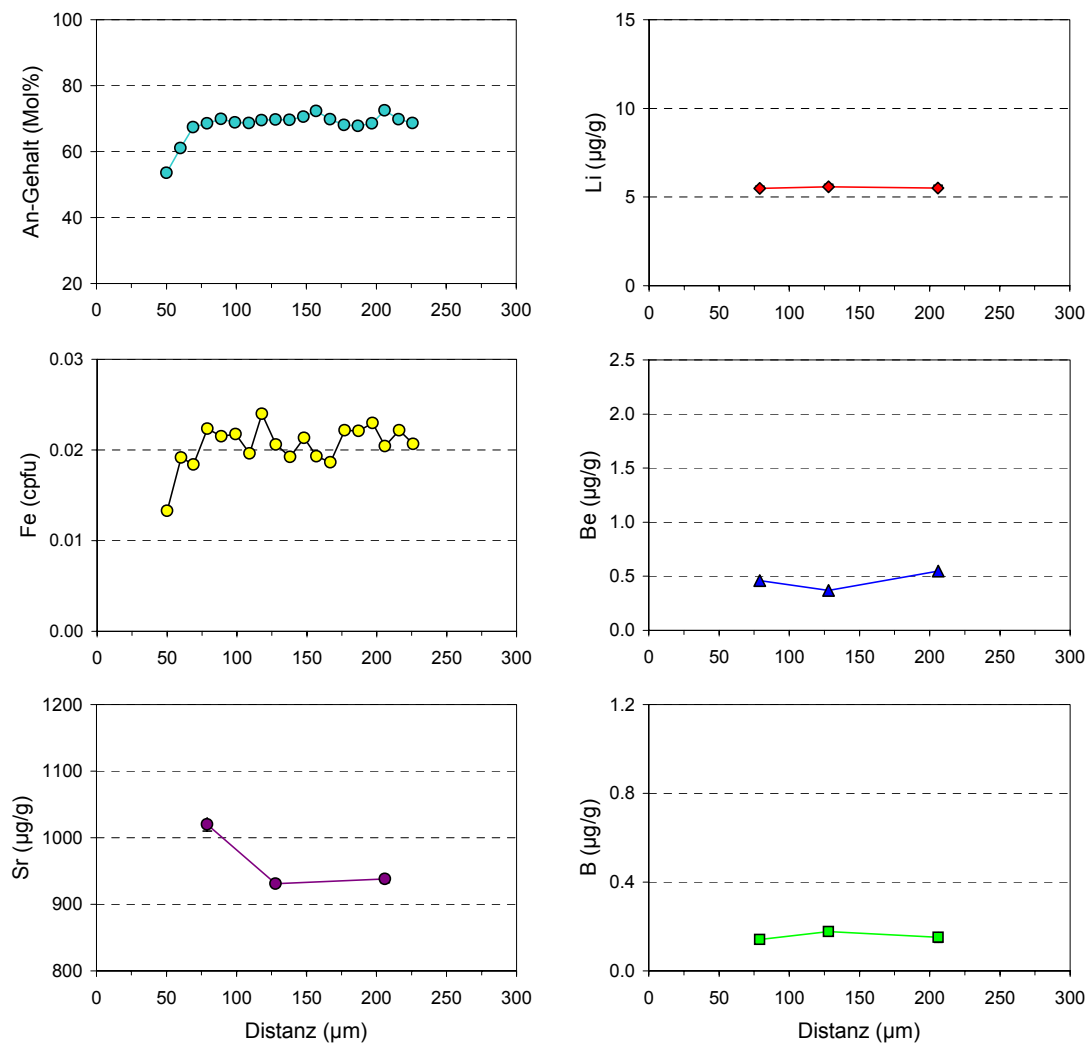 100
80
60
40
20
An-Gehalt (Mol%)
0 50 100 150 200 250 300
15
10
5
0
Li (µg/g)
0 50 100 150 200 250 300
0.03
0.02
0.01
0.00
Fe (cpfu)
0 50 100 150 200 250 300
2.5
2.0
1.5
1.0
0.5
0.0
Be (µg/g)
0 50 100 150 200 250 300
1200
1100
1000
900
800
Sr (µg/g)
0 50 100 150 200 250 300
Distanz (µm)
1.2
0.8
0.4
0.0
B (µg/g)
0 50 100 150 200 250 300
Distanz (µm)